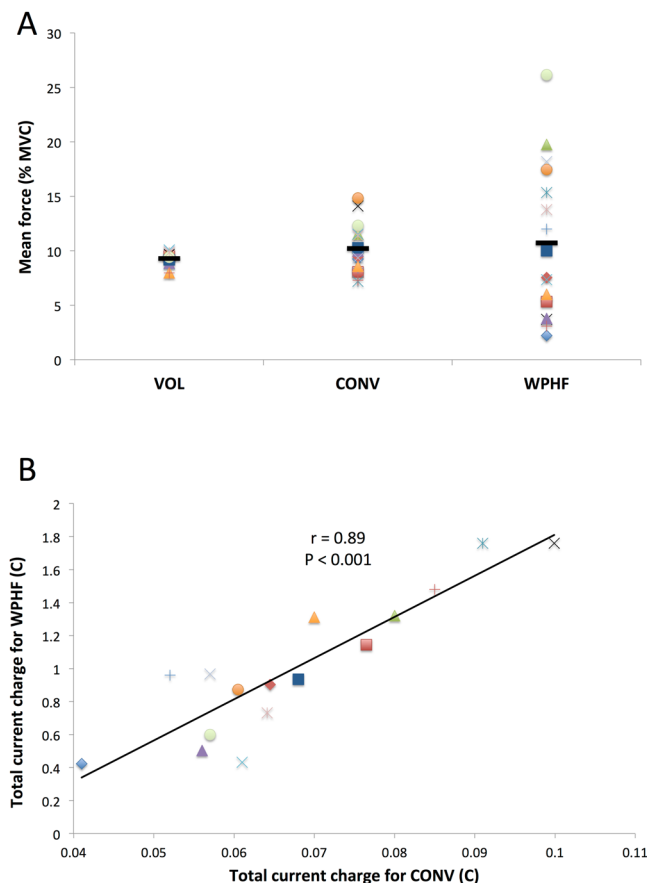 A
30
25
20
15
10
5
0
Mean force (% MVC)
VOL CONV WPHF
B
2
1.8
1.6
1.4
1.2
1
0.8
0.6
0.4
0.2
0
r = 0.89
P < 0.001
Total current charge for WPHF (C)
0.04 0.05 0.06 0.07 0.08 0.09 0.1 0.11
Total current charge for CONV (C)